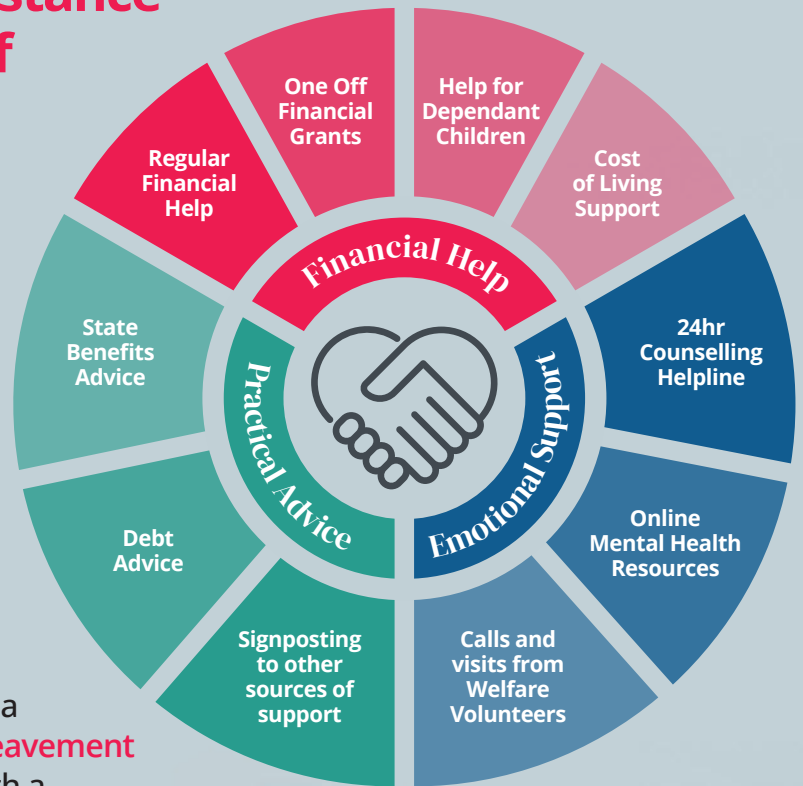 One Off
Financial
Grants
Help for
Dependant
Children
Regular
Financial
Help
Cost
of Living
Support
Financial Help
State
Benefits
Advice
24hr
Counselling
Helpline
Practical Advice
Emotional Support
Debt
Advice
Online
Mental Health
Resources
Signposting
to other
sources of
support
Calls and
visits from
Welfare
Volunteers
a